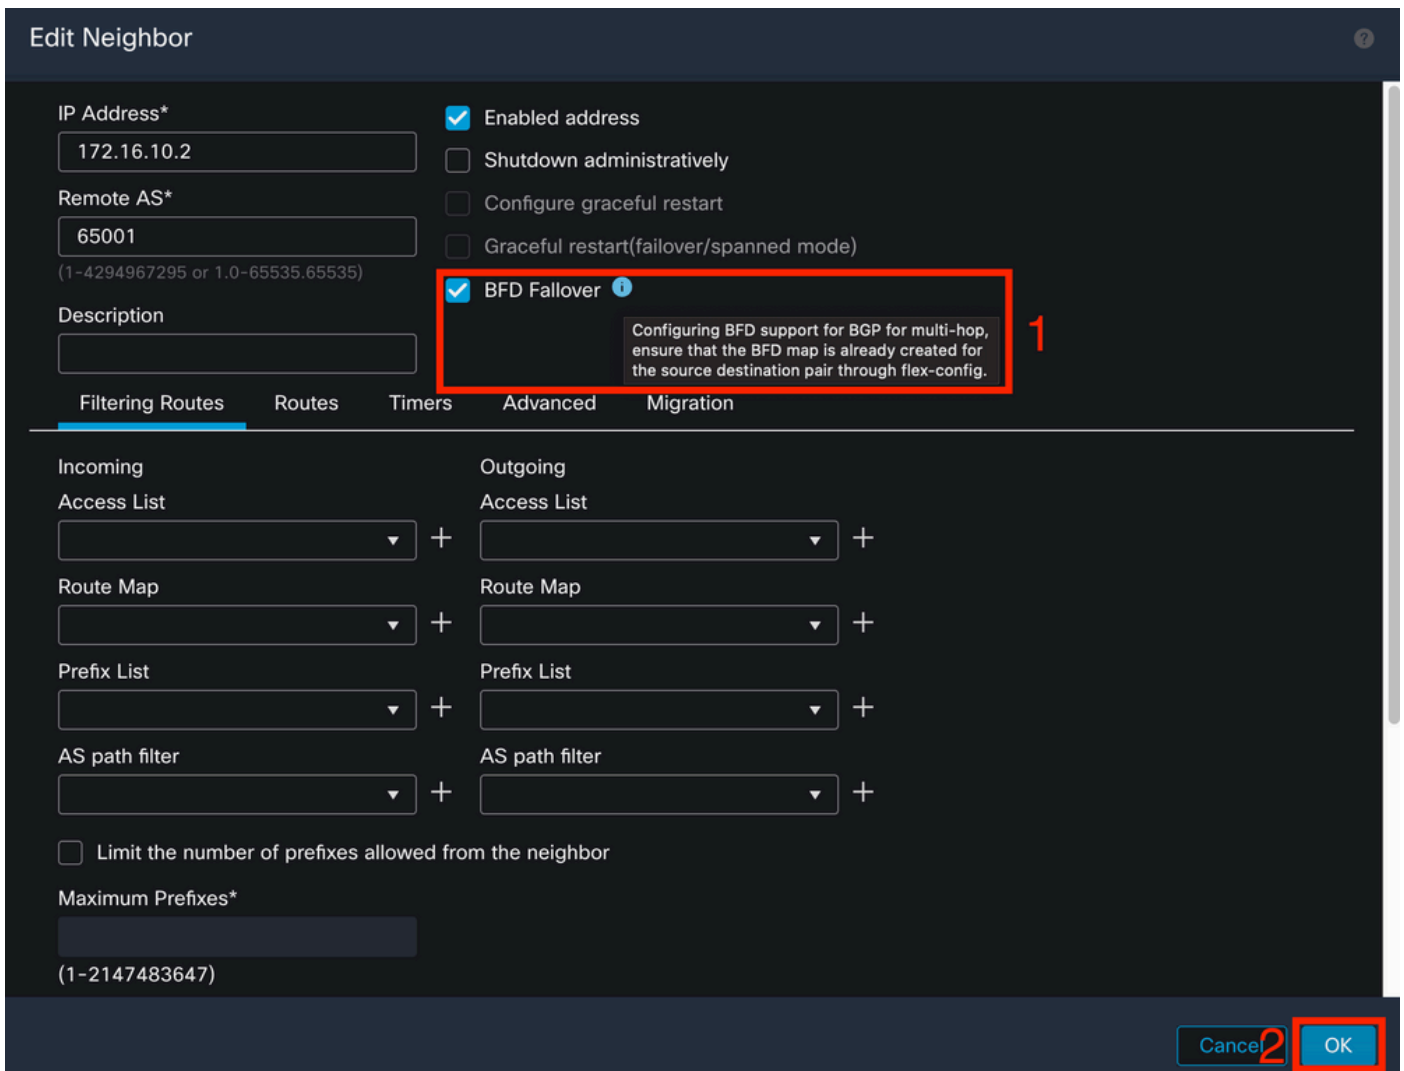 Edit Neighbor
?
IP Address*
172.16.10.2
Enabled address
Shutdown administratively
Remote AS*
65001
(1-4294967295 or 1.0-65535.65535)
Configure graceful restart
Graceful restart(failover/spanned mode)
BFD Fallover i
Configuring BFD support for BGP for multi-hop,
ensure that the BFD map is already created for
the source destination pair through flex-config.
1
Description
Filtering Routes Routes Timers Advanced Migration
Incoming Outgoing
Access List Access List
Route Map Route Map
Prefix List Prefix List
AS path filter AS path filter
Limit the number of prefixes allowed from the neighbor
Maximum Prefixes*
(1-2147483647)
Cancel 2 OK